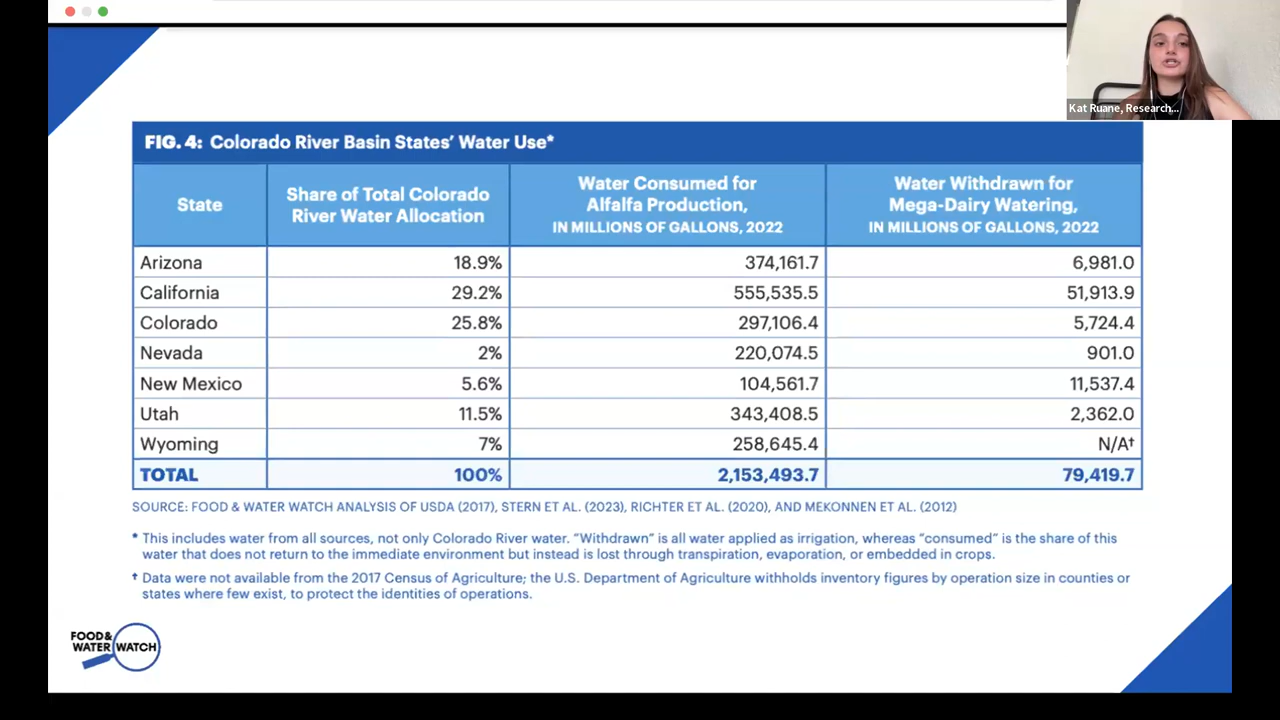 Kat Ruane, Research...
FIG. 4: Colorado River Basin States' Water Use*
State
Share of Total Colorado
River Water Allocation
Water Consumed for
Alfalfa Production,
IN MILLIONS OF GALLONS, 2022
Water Withdrawn for
Mega-Dairy Watering,
IN MILLIONS OF GALLONS, 2022
Arizona 18.9% 374,161.7 6,981.0
California 29.2% 555,535.5 51,913.9
Colorado 25.8% 297,106.4 5,724.4
Nevada 2% 220,074.5 901.0
New Mexico 5.6% 104,561.7 11,537.4
Utah 11.5% 343,408.5 2,362.0
Wyoming 7% 258,645.4 N/A†
TOTAL 100% 2,153,493.7 79,419.7
SOURCE: FOOD & WATER WATCH ANALYSIS OF USDA (2017), STERN ET AL. (2023), RICHTER ET AL. (2020), AND MEKONNEN ET AL. (2012)
* This includes water from all sources, not only Colorado River water. "Withdrawn" is all water applied as irrigation, whereas "consumed" is the share of this
water that does not return to the immediate environment but instead is lost through transpiration, evaporation, or embedded in crops.
† Data were not available from the 2017 Census of Agriculture; the U.S. Department of Agriculture withholds inventory figures by operation size in counties or
states where few exist, to protect the identities of operations.
FOOD&
WATER WATCH